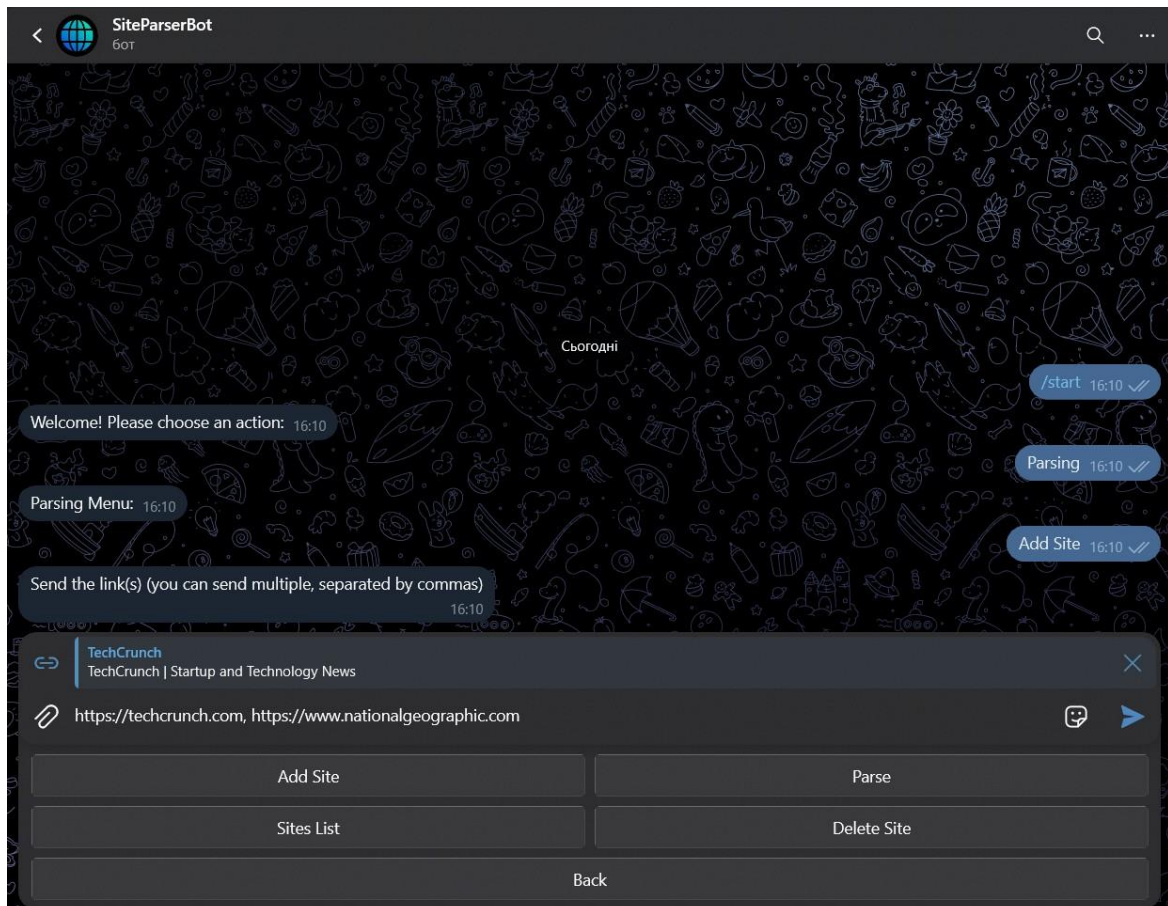 SiteParserBot
бот
Сьогодні
/start 16:10
Welcome! Please choose an action: 16:10
Parsing 16:10
Parsing Menu: 16:10
Add Site 16:10
Send the link(s) (you can send multiple, separated by commas)
16:10
TechCrunch
TechCrunch | Startup and Technology News
https://techcrunch.com, https://www.nationalgeographic.com
Add Site Parse
Sites List Delete Site
Back